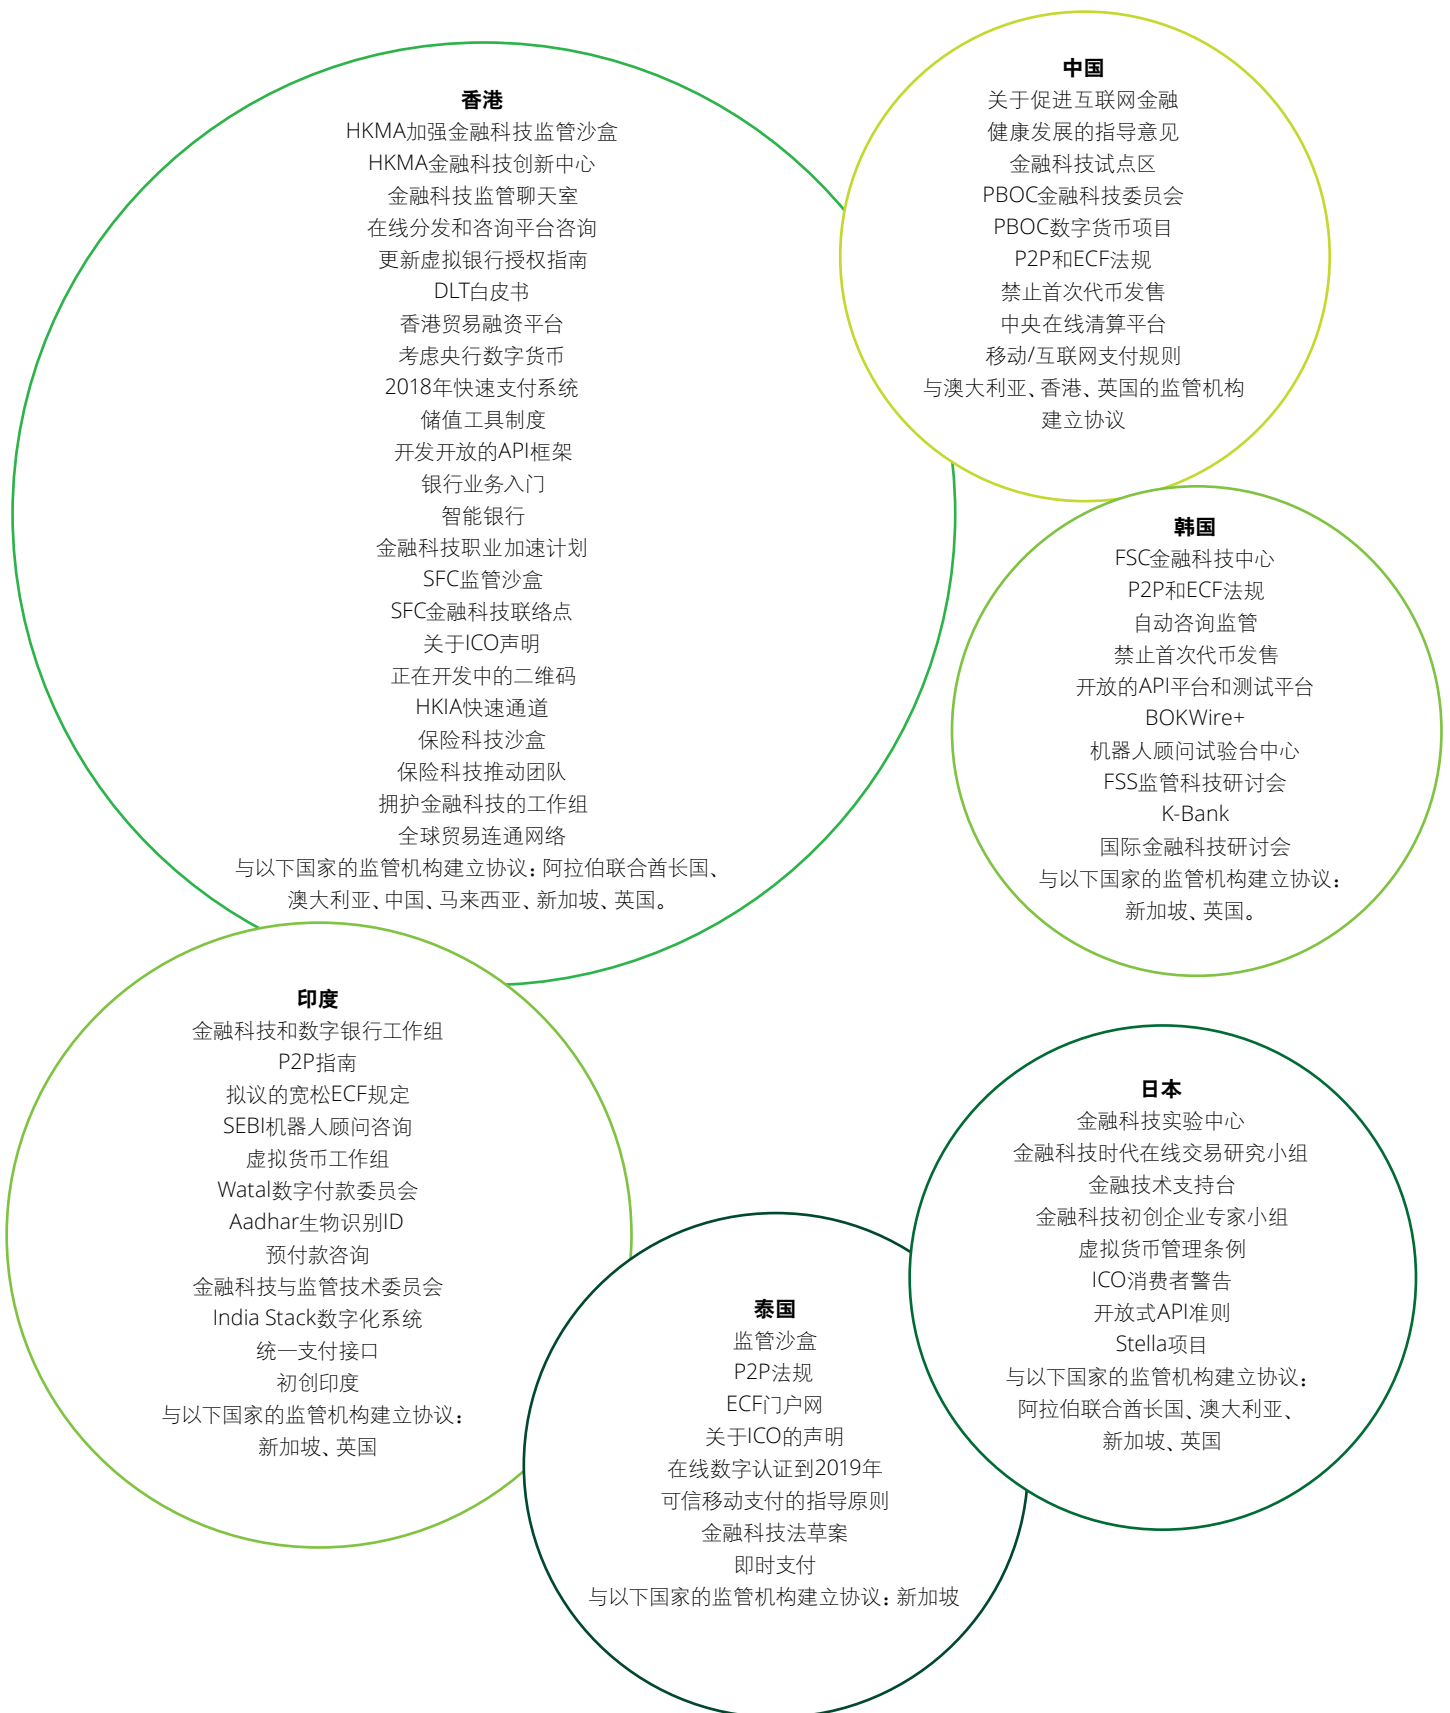 香港
HKMA加强金融科技监管沙盒
HKMA金融科技创新中心
金融科技监管聊天室
在线分发和咨询平台咨询
更新虚拟银行授权指南
DLT白皮书
香港贸易融资平台
考虑央行数字货币
2018年快速支付系统
储值工具制度
开发开放的API框架
银行业务入门
智能银行
金融科技职业加速计划
SFC监管沙盒
SFC金融科技联络点
关于ICO声明
正在开发中的二维码
HKIA快速通道
保险科技沙盒
保险科技推动团队
拥护金融科技的工作组
全球贸易连通网络
与以下国家的监管机构建立协议：阿拉伯联合酋长国、
澳大利亚、中国、马来西亚、新加坡、英国。
中国
关于促进互联网金融
健康发展的指导意见
金融科技试点区
PBOC金融科技委员会
PBOC数字货币项目
P2P和ECF法规
禁止首次代币发售
中央在线清算平台
移动/互联网支付规则
与澳大利亚、香港、英国的监管机构
建立协议
韩国
FSC金融科技中心
P2P和ECF法规
自动咨询监管
禁止首次代币发售
开放的API平台和测试平台
BOKWire+
机器人顾问试验台中心
FSS监管科技研讨会
K-Bank
国际金融科技研讨会
与以下国家的监管机构建立协议：
新加坡、英国。
印度
金融科技和数字银行工作组
P2P指南
拟议的宽松ECF规定
SEBI机器人顾问咨询
虚拟货币工作组
Watal数字付款委员会
Aadhar生物识别ID
预付款咨询
金融科技与监管技术委员会
India Stack数字化系统
统一支付接口
初创印度
与以下国家的监管机构建立协议：
新加坡、英国
日本
金融科技实验中心
金融科技时代在线交易研究小组
金融技术支持台
金融科技初创企业专家小组
虚拟货币管理条例
ICO消费者警告
开放式API准则
Stella项目
与以下国家的监管机构建立协议：
阿拉伯联合酋长国、澳大利亚、
新加坡、英国
泰国
监管沙盒
P2P法规
ECF门户网
关于ICO的声明
在线数字认证到2019年
可信移动支付的指导原则
金融科技法草案
即时支付
与以下国家的监管机构建立协议：新加坡